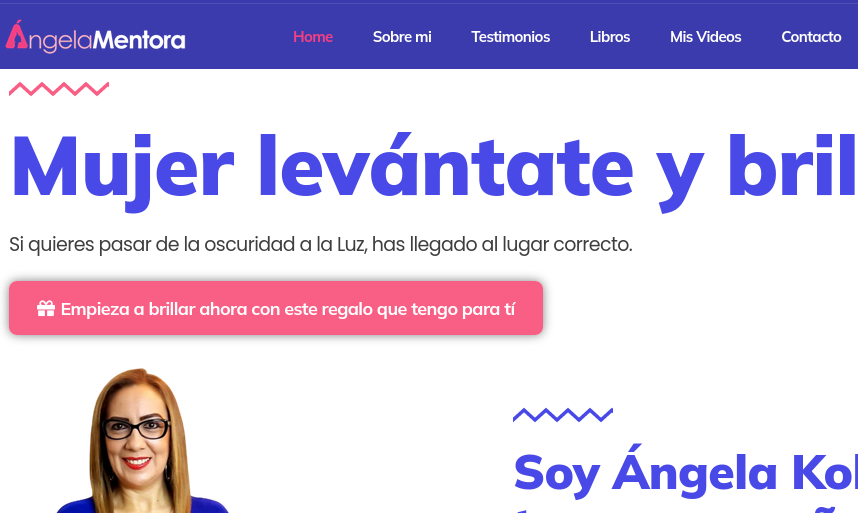 ÁngelaMentora
Home Sobre mi Testimonios Libros Mis Videos Contacto
Mujer levántate y bril
Si quieres pasar de la oscuridad a la Luz, has llegado al lugar correcto.
Empieza a brillar ahora con este regalo que tengo para tí
Soy Ángela